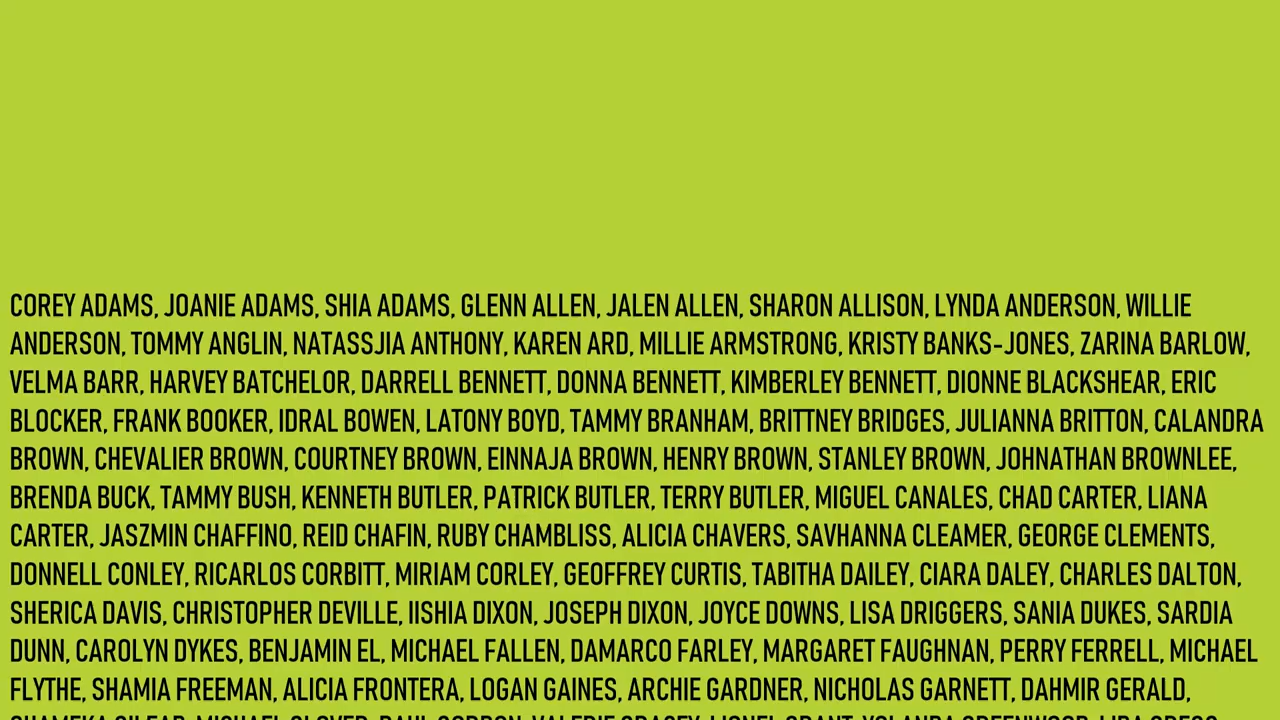 COREY ADAMS, JOANIE ADAMS, SHIA ADAMS, GLENN ALLEN, JALEN ALLEN, SHARON ALLISON, LYNDA ANDERSON, WILLIE
ANDERSON, TOMMY ANGLIN, NATASSJIA ANTHONY, KAREN ARD, MILLIE ARMSTRONG, KRISTY BANKS-JONES, ZARINA BARLOW,
VELMA BARR, HARVEY BATCHELOR, DARRELL BENNETT, DONNA BENNETT, KIMBERLEY BENNETT, DIONNE BLACKSHEAR, ERIC
BLOCKER, FRANK BOOKER, IDRAL BOWEN, LATONY BOYD, TAMMY BRANHAM, BRITTNEY BRIDGES, JULIANNA BRITTON, CALANDRA
BROWN, CHEVALIER BROWN, COURTNEY BROWN, EINNAJA BROWN, HENRY BROWN, STANLEY BROWN, JOHNATHAN BROWNLEE,
BRENDA BUCK, TAMMY BUSH, KENNETH BUTLER, PATRICK BUTLER, TERRY BUTLER, MIGUEL CANALES, CHAD CARTER, LIANA
CARTER, JASZMIN CHAFFINO, REID CHAFIN, RUBY CHAMBLISS, ALICIA CHAVERS, SAVHANNA CLEAMER, GEORGE CLEMENTS,
DONNELL CONLEY, RICARLOS CORBITT, MIRIAM CORLEY, GEOFFREY CURTIS, TABITHA DAILEY, CIARA DALEY, CHARLES DALTON,
SHERICA DAVIS, CHRISTOPHER DEVILLE, IISHIA DIXON, JOSEPH DIXON, JOYCE DOWNS, LISA DRIGGERS, SANIA DUKES, SARDIA
DUNN, CAROLYN DYKES, BENJAMIN EL, MICHAEL FALLEN, DAMARCO FARLEY, MARGARET FAUGHNAN, PERRY FERRELL, MICHAEL
FLYTHE, SHAMIA FREEMAN, ALICIA FRONTERA, LOGAN GAINES, ARCHIE GARDNER, NICHOLAS GARNETT, DAHMIR GERALD,